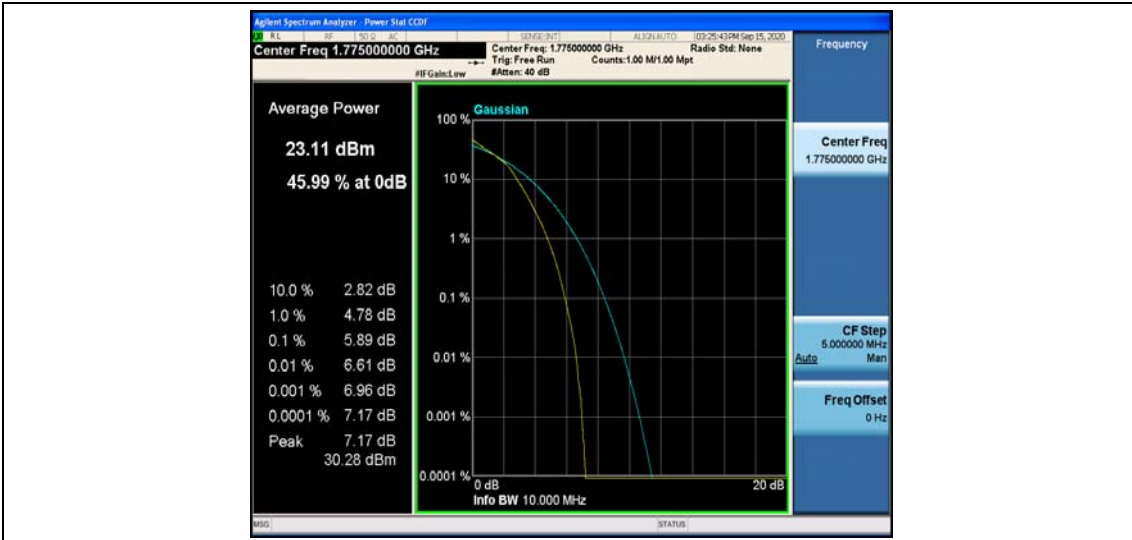 Agilent Spectrum Analyzer - Power Stat CCDF
RL RF 50 Ω AC SENSE:INT ALIGNAUTO 03:25:43 PM Sep 15, 2020
Center Freq 1.775000000 GHz
Center Freq: 1.775000000 GHz Radio Std: None
Trig: Free Run Counts:1.00 M/1.00 Mpt
#IFGain:Low #Atten: 40 dB
Frequency
Average Power
23.11 dBm
45.99 % at 0dB
10.0 % 2.82 dB
1.0 % 4.78 dB
0.1 % 5.89 dB
0.01 % 6.61 dB
0.001 % 6.96 dB
0.0001 % 7.17 dB
Peak 7.17 dB
30.28 dBm
Gaussian
100 %
10 %
1 %
0.1 %
0.01 %
0.001 %
0.0001 %
0 dB 20 dB
Info BW 10.000 MHz
Center Freq
1.775000000 GHz
CF Step
5.000000 MHz
Auto Man
Freq Offset
0 Hz
MSG STATUS